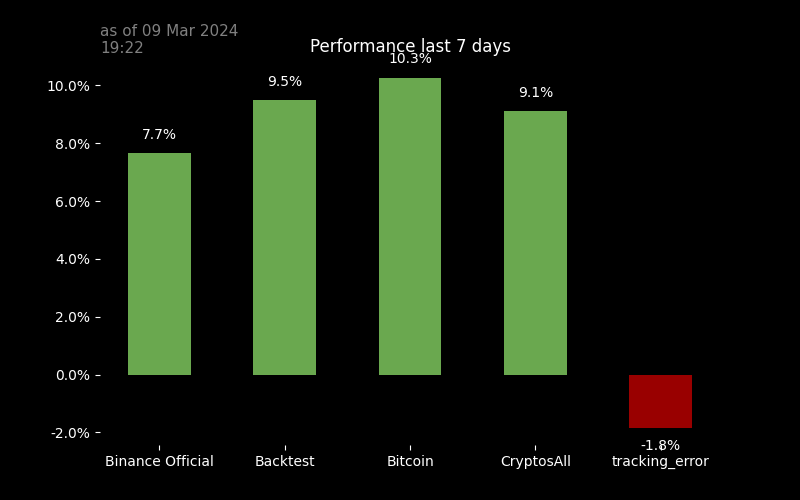 as of 09 Mar 2024
19:22
Performance last 7 days
10.3%
9.5%
9.1%
7.7%
-1.8%
10.0%
8.0%
6.0%
4.0%
2.0%
0.0%
-2.0%
Binance Official
Backtest
Bitcoin
CryptosAll
tracking_error